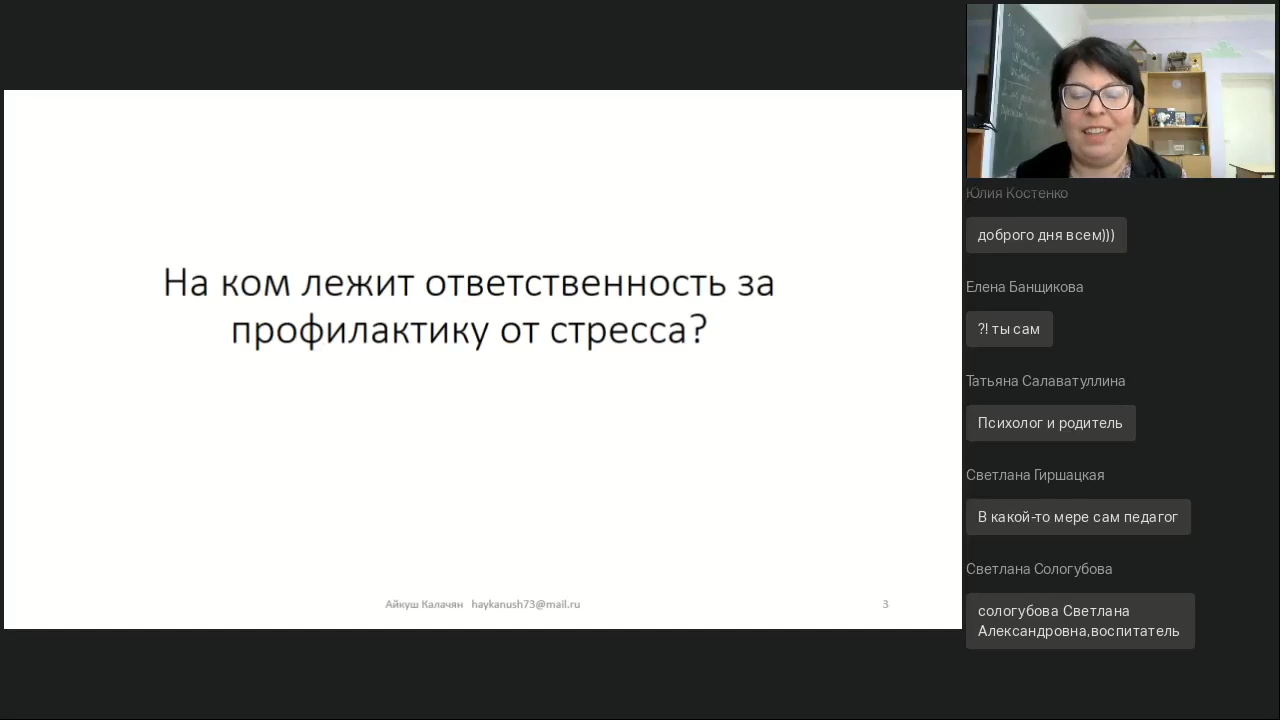 На ком лежит ответственность за
профилактику от стресса?
Айкуш Калачян haykanush73@mail.ru
3
Юлия Костенко
доброго дня всем)))
Елена Банщикова
?! ты сам
Татьяна Салаватуллина
Психолог и родитель
Светлана Гиршацкая
В какой-то мере сам педагог
Светлана Сологубова
сологубова Светлана
Александровна,воспитатель